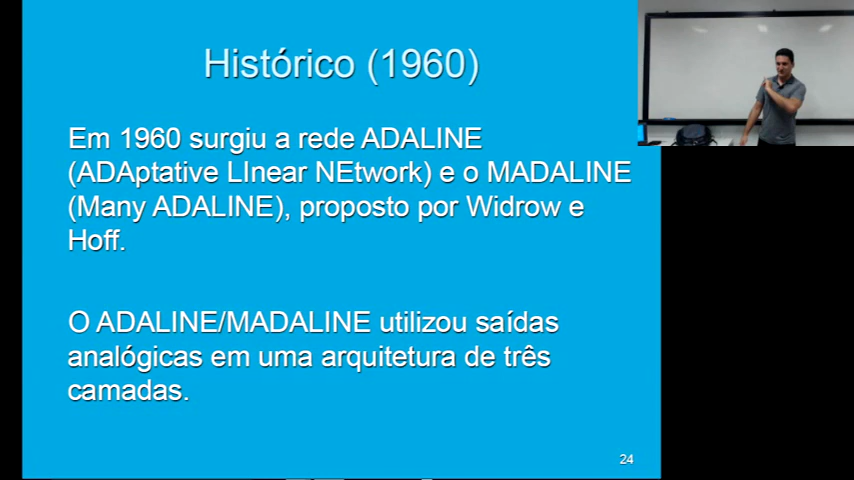 Histórico (1960)
Em 1960 surgiu a rede ADALINE
(ADAptative LInear NEtwork) e o MADALINE
(Many ADALINE), proposto por Widrow e
Hoff.
O ADALINE/MADALINE utilizou saídas
analógicas em uma arquitetura de três
camadas.
24